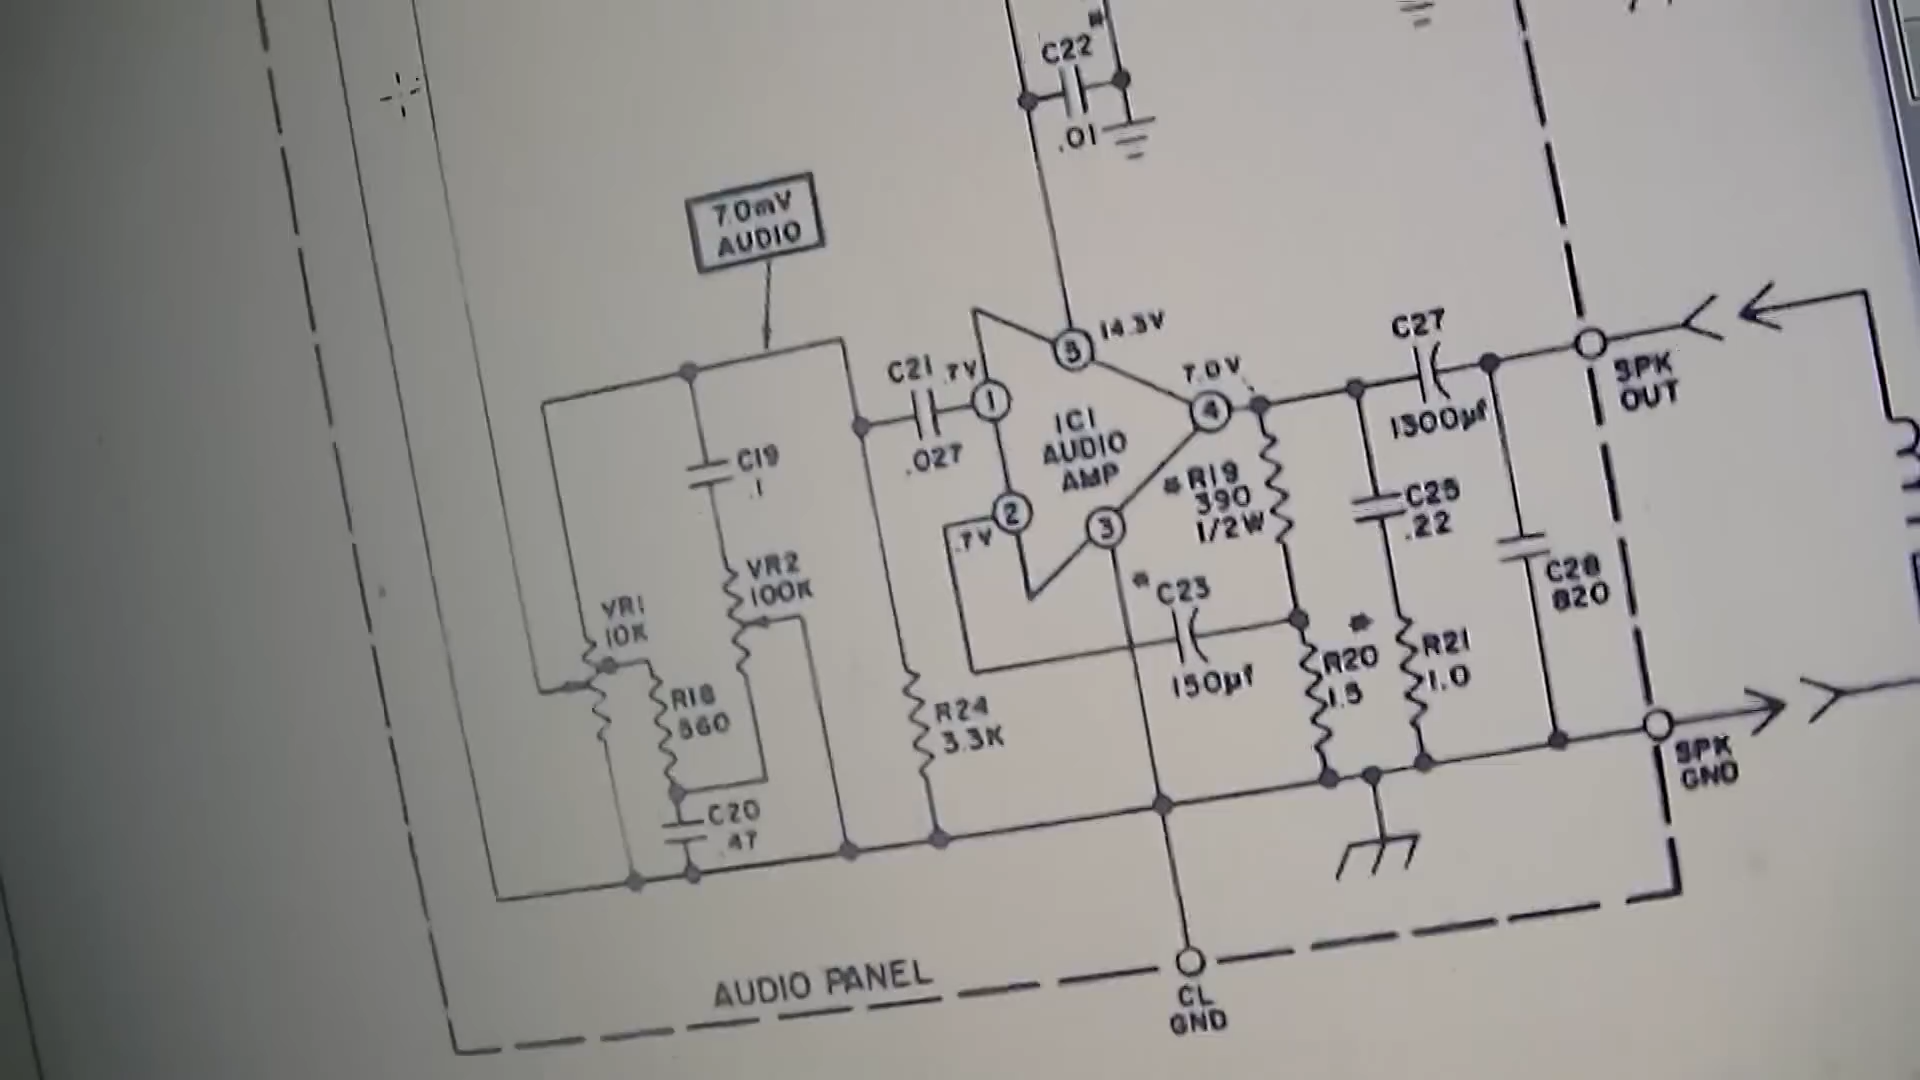 *
C22
.01
7.0mV
AUDIO
5
14.3V
C21
.7V
1
.027
7.0V
4
IC1
AUDIO
AMP
C27
1300µf
SPK
OUT
C19
.1
2
.7V
3
*R19
390
1/2W
C25
.22
C28
820
VR2
100K
VR1
10K
* C23
150µf
*
R20
1.5
R21
1.0
R18
560
R24
3.3K
C20
.47
SPK
GND
AUDIO PANEL
CL
GND